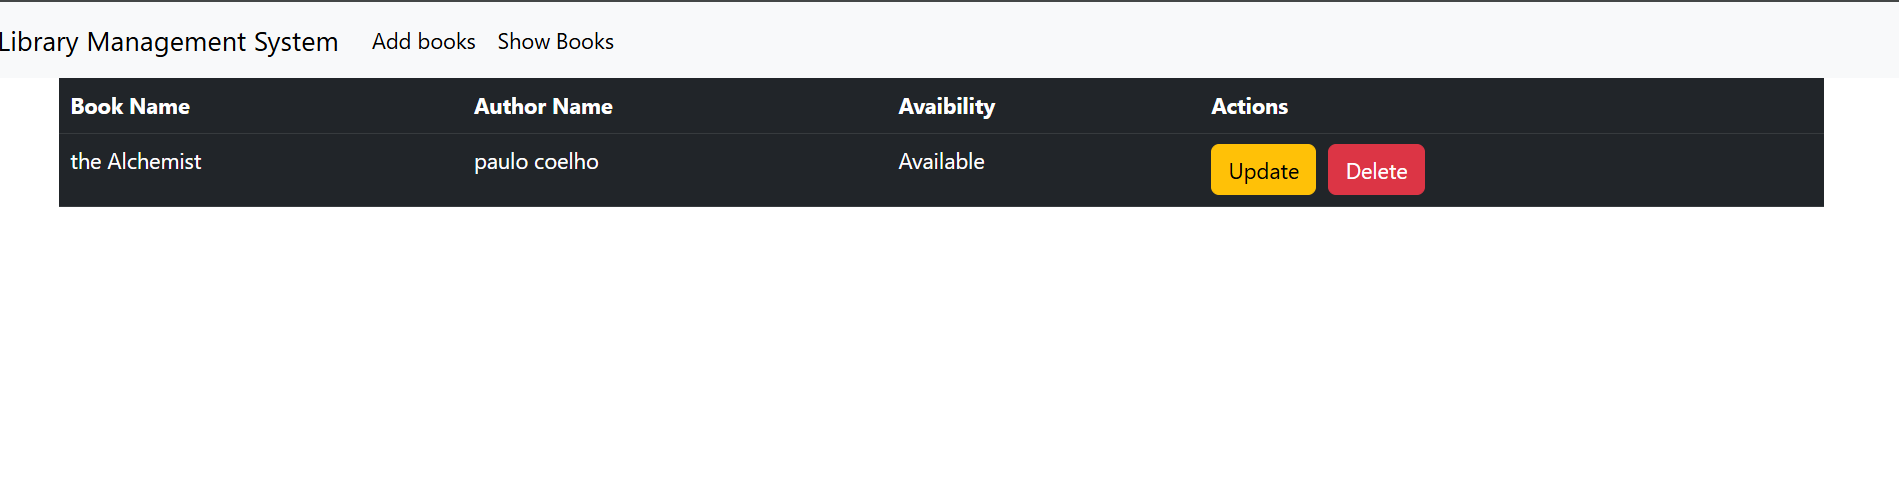 Library Management System Add books Show Books
Book Name Author Name Avaibility Actions
the Alchemist paulo coelho Available Update Delete